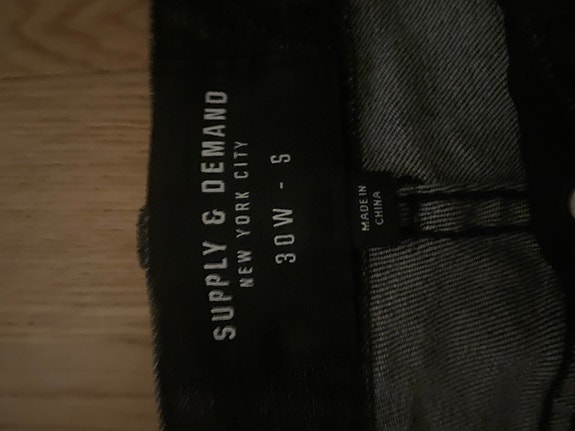 SUPPLY & DEMAND
NEW YORK CITY
30W - S
MADE IN
CHINA